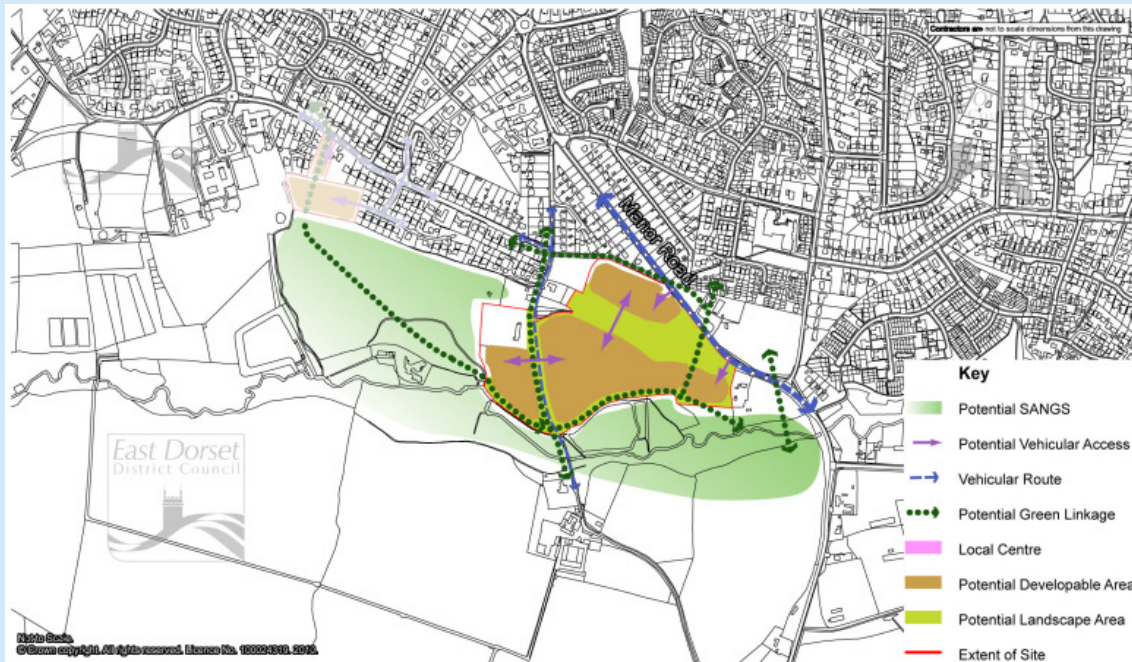 Contractors are not to scale dimensions from this drawing
Manor Road
East Dorset
District Council
Key
Potential SANGS
Potential Vehicular Access
Vehicular Route
Potential Green Linkage
Local Centre
Potential Developable Area
Potential Landscape Area
Extent of Site
Not to Scale.
© Crown copyright. All rights reserved. Licence No. 100024319. 2010.